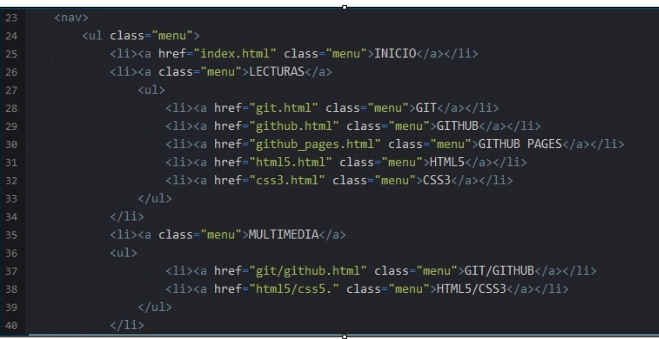 23 <nav>
24 <ul class="menu">
25 <li><a href="index.html" class="menu">INICIO</a></li>
26 <li><a class="menu">LECTURAS</a>
27 <ul>
28 <li><a href="git.html" class="menu">GIT</a></li>
29 <li><a href="github.html" class="menu">GITHUB</a></li>
30 <li><a href="github_pages.html" class="menu">GITHUB PAGES</a></li>
31 <li><a href="html5.html" class="menu">HTML5</a></li>
32 <li><a href="css3.html" class="menu">CSS3</a></li>
33 </ul>
34 </li>
35 <li><a class="menu">MULTIMEDIA</a>
36 <ul>
37 <li><a href="git/github.html" class="menu">GIT/GITHUB</a></li>
38 <li><a href="html5/css5." class="menu">HTML5/CSS3</a></li>
39 </ul>
40 </li>